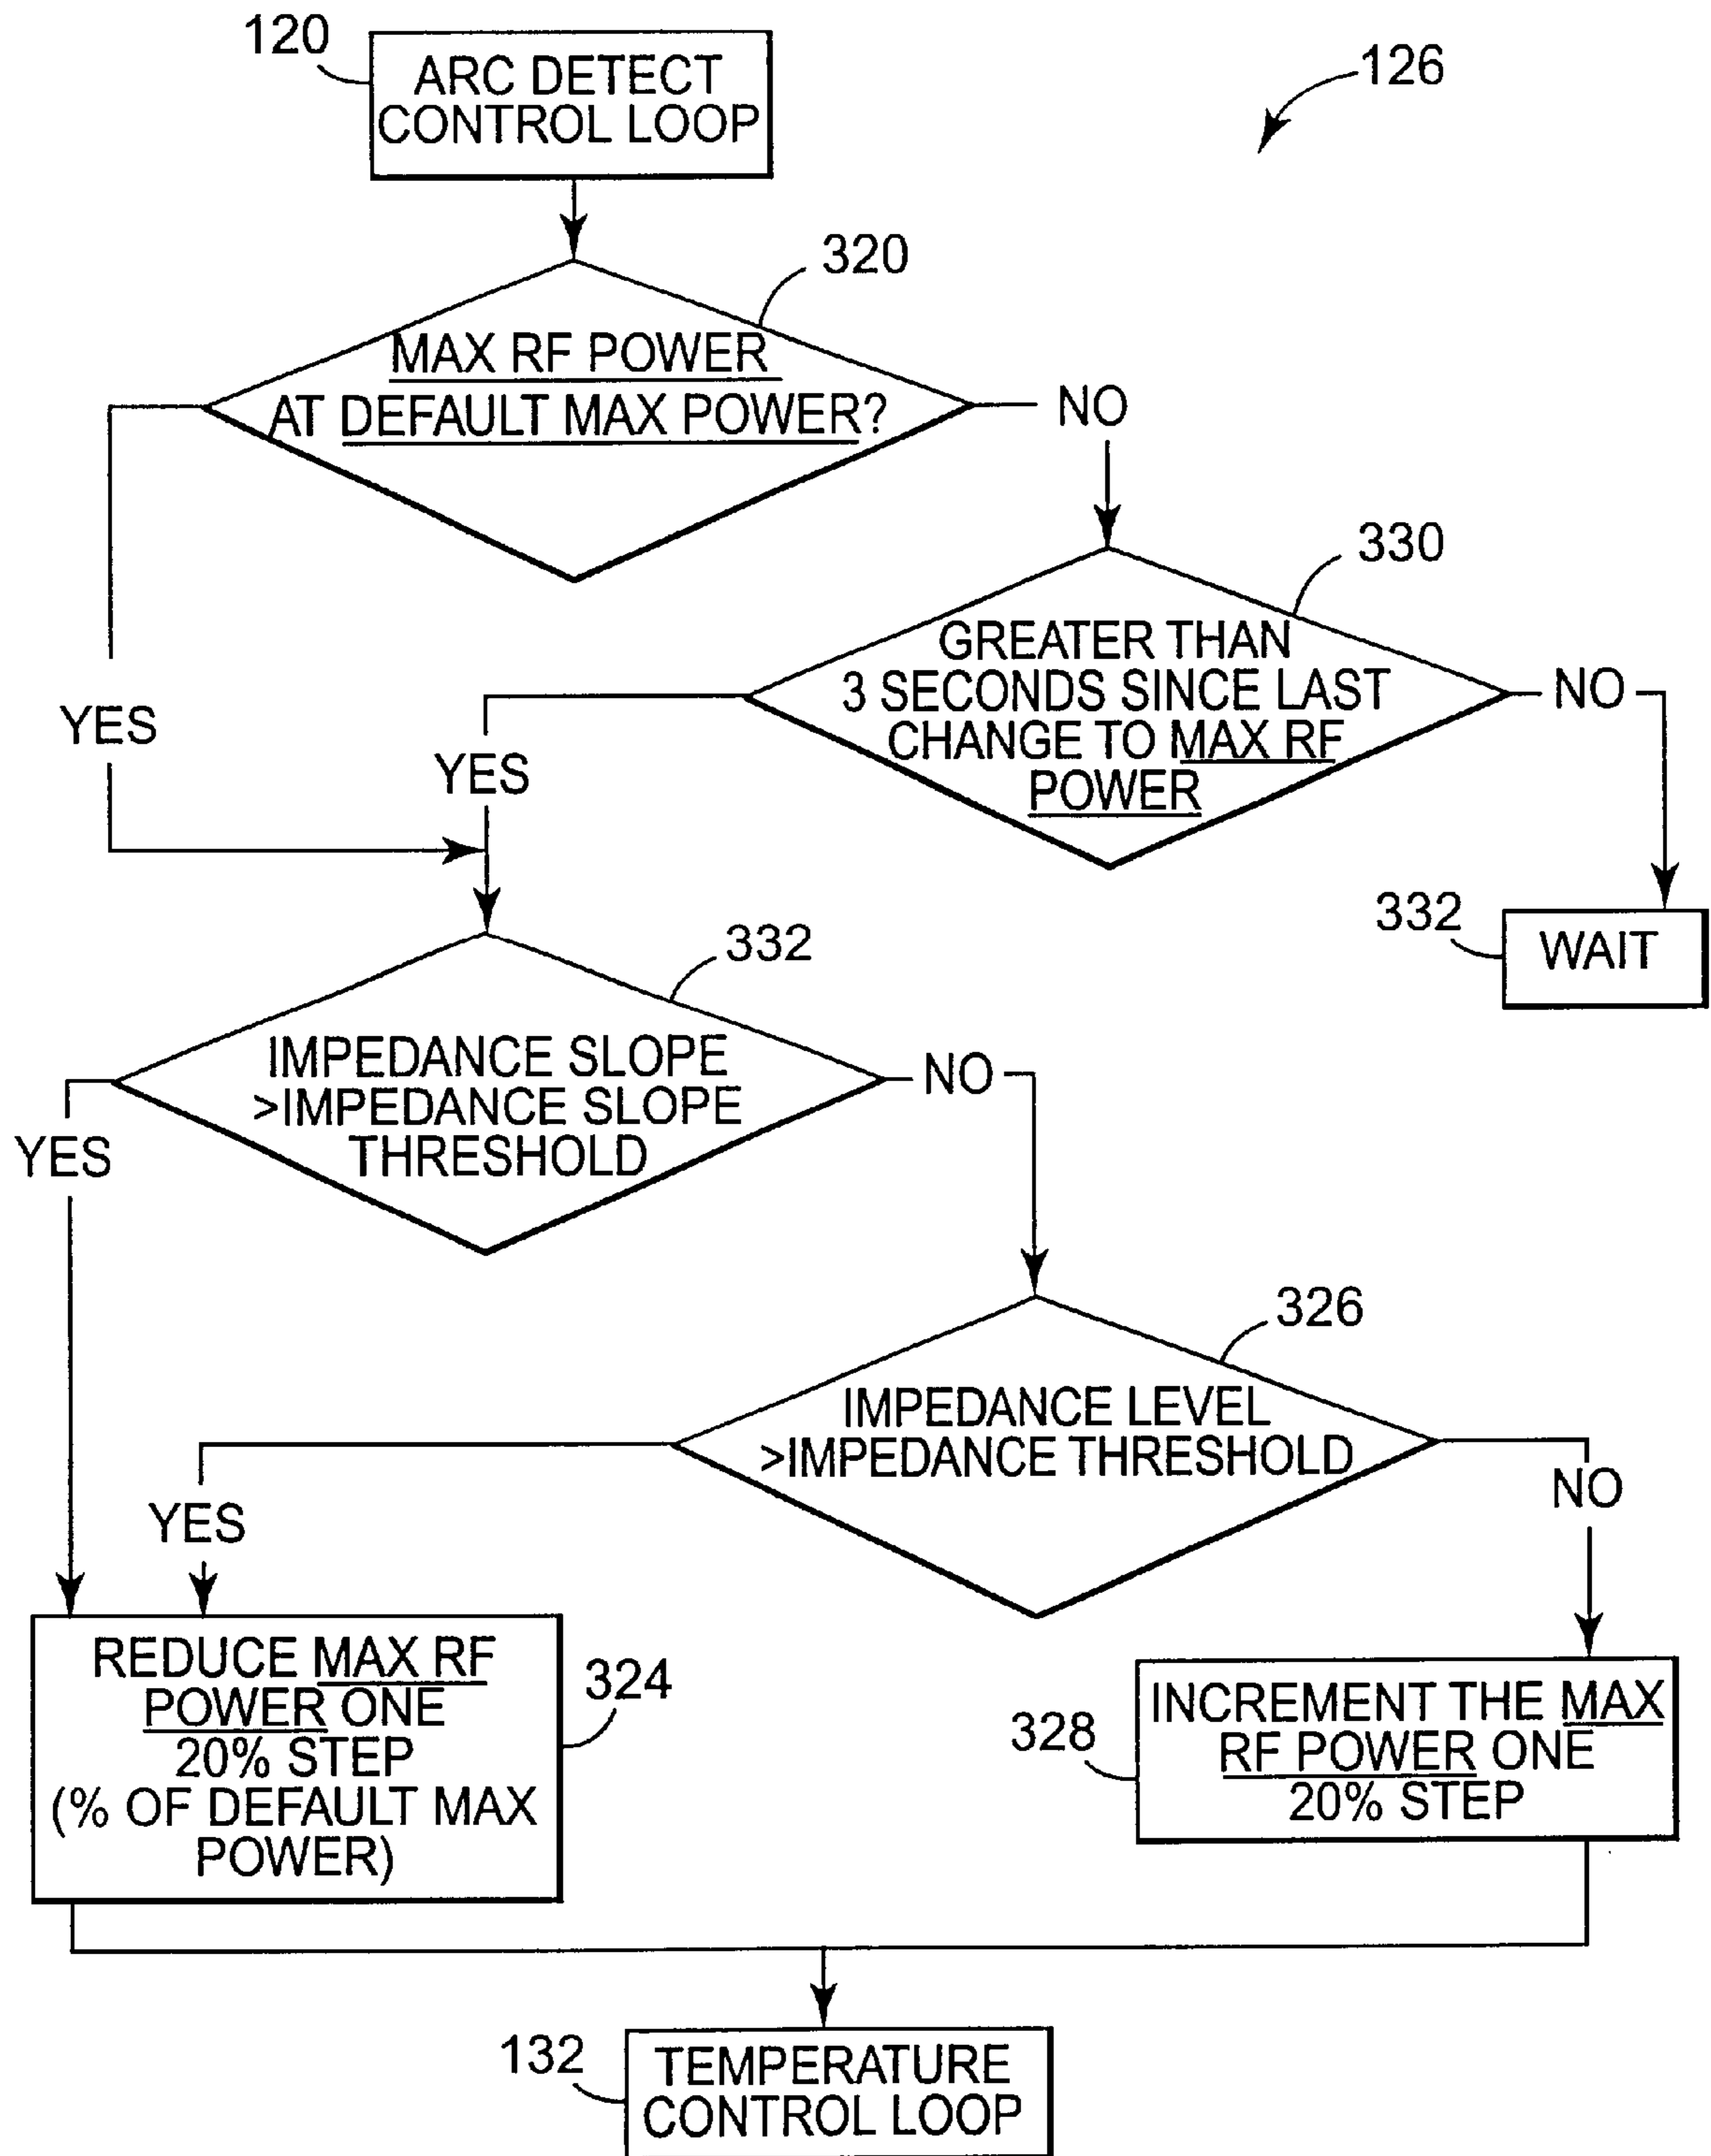 120
ARC DETECT
CONTROL LOOP
126
320
MAX RF POWER
AT DEFAULT MAX POWER?
NO
YES
330
GREATER THAN
3 SECONDS SINCE LAST
CHANGE TO MAX RF
POWER
NO
YES
332
WAIT
332
IMPEDANCE SLOPE
>IMPEDANCE SLOPE
THRESHOLD
NO
YES
326
IMPEDANCE LEVEL
>IMPEDANCE THRESHOLD
NO
YES
REDUCE MAX RF
POWER ONE
20% STEP
(% OF DEFAULT MAX
POWER)
324
328
INCREMENT THE MAX
RF POWER ONE
20% STEP
132
TEMPERATURE
CONTROL LOOP